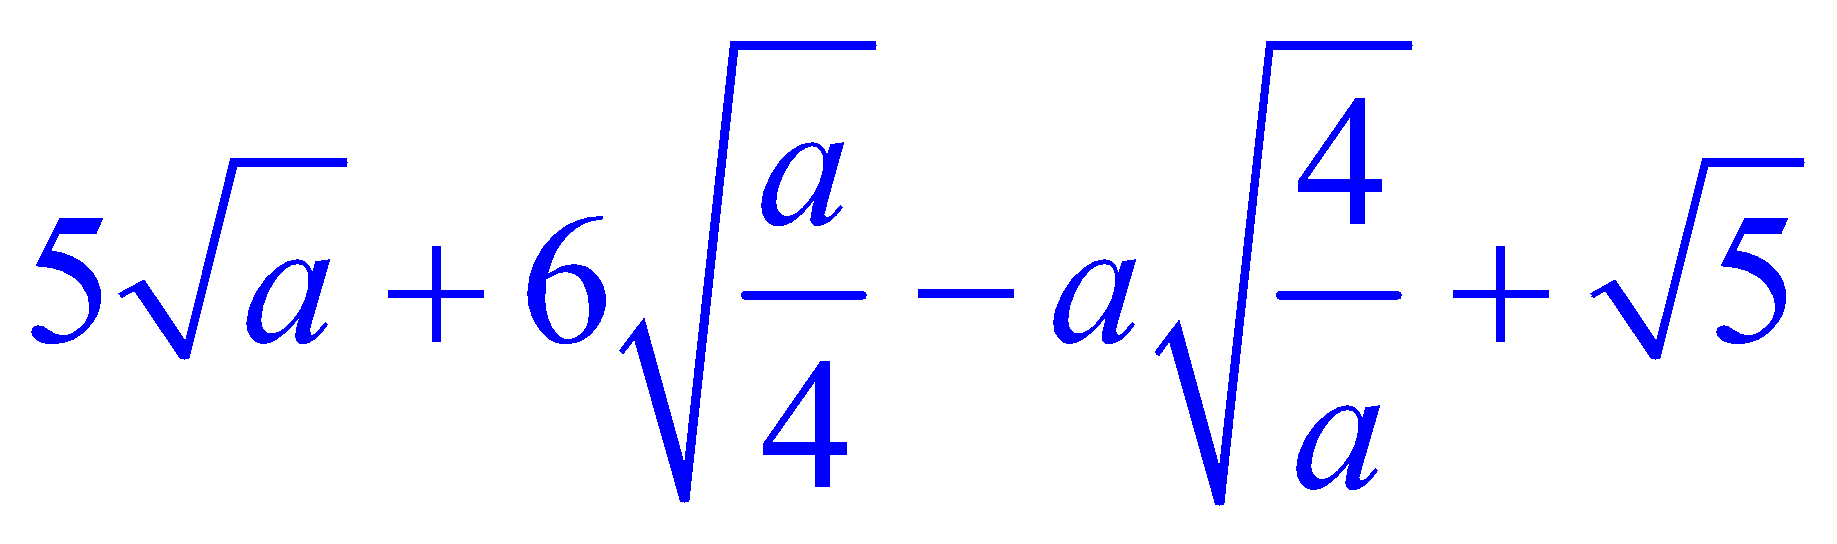 5√a + 6√(a/4) − a√(4/a) + √5